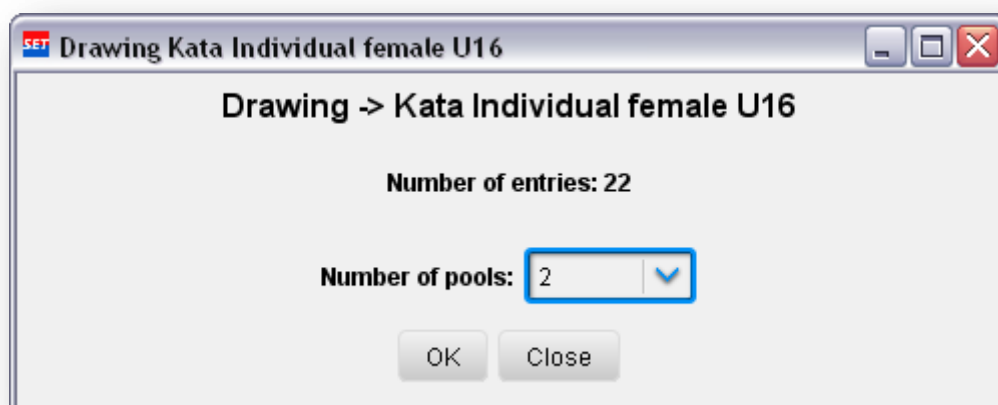 SET Drawing Kata Individual female U16
Drawing -> Kata Individual female U16
Number of entries: 22
Number of pools: 2
OK Close